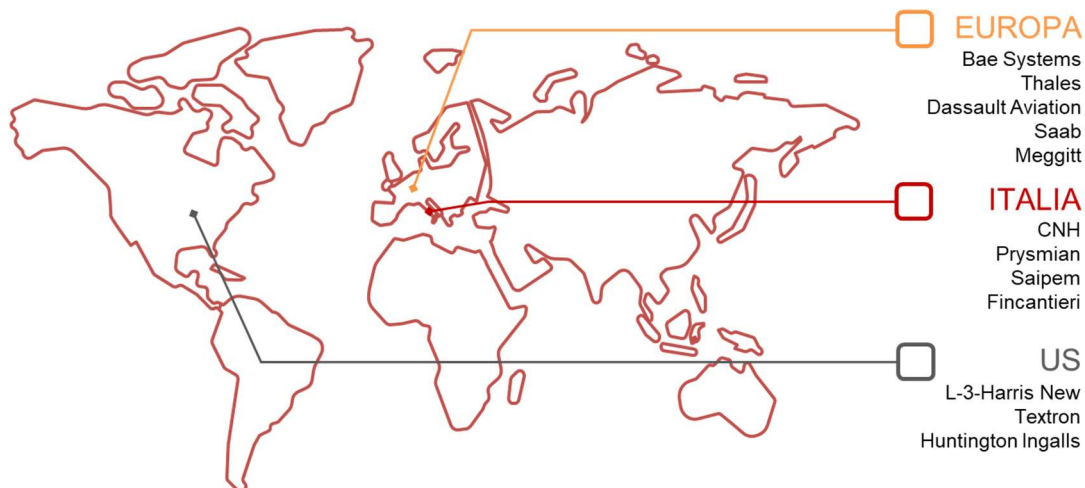 EUROPA
Bae Systems
Thales
Dassault Aviation
Saab
Meggitt
ITALIA
CNH
Prysmian
Saipem
Fincantieri
US
L-3-Harris New
Textron
Huntington Ingalls